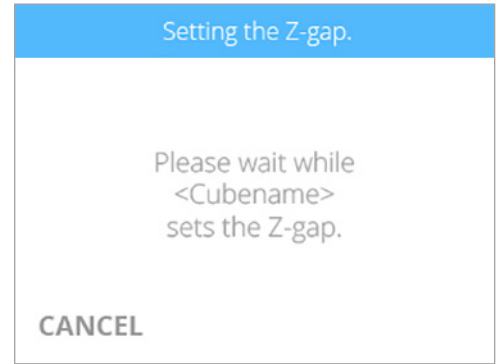 Setting the Z-gap.
Please wait while
<Cubename>
sets the Z-gap.
CANCEL